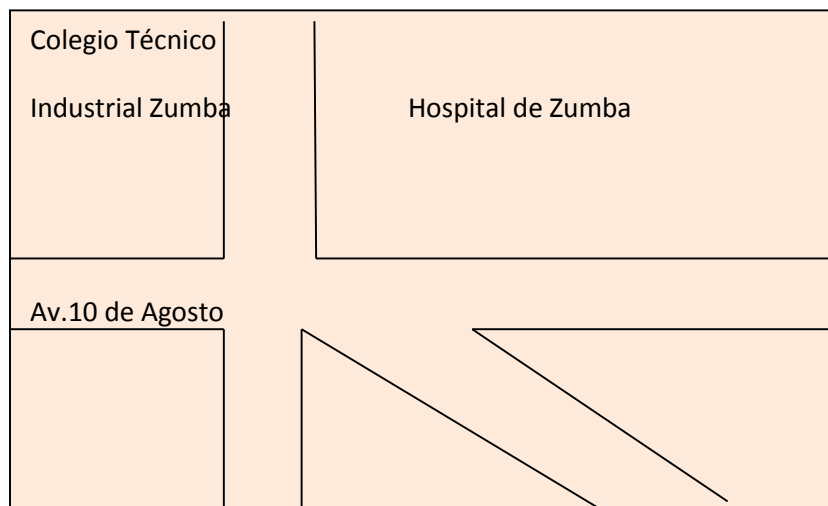 Colegio Técnico
Industrial Zumba
Hospital de Zumba
Av.10 de Agosto